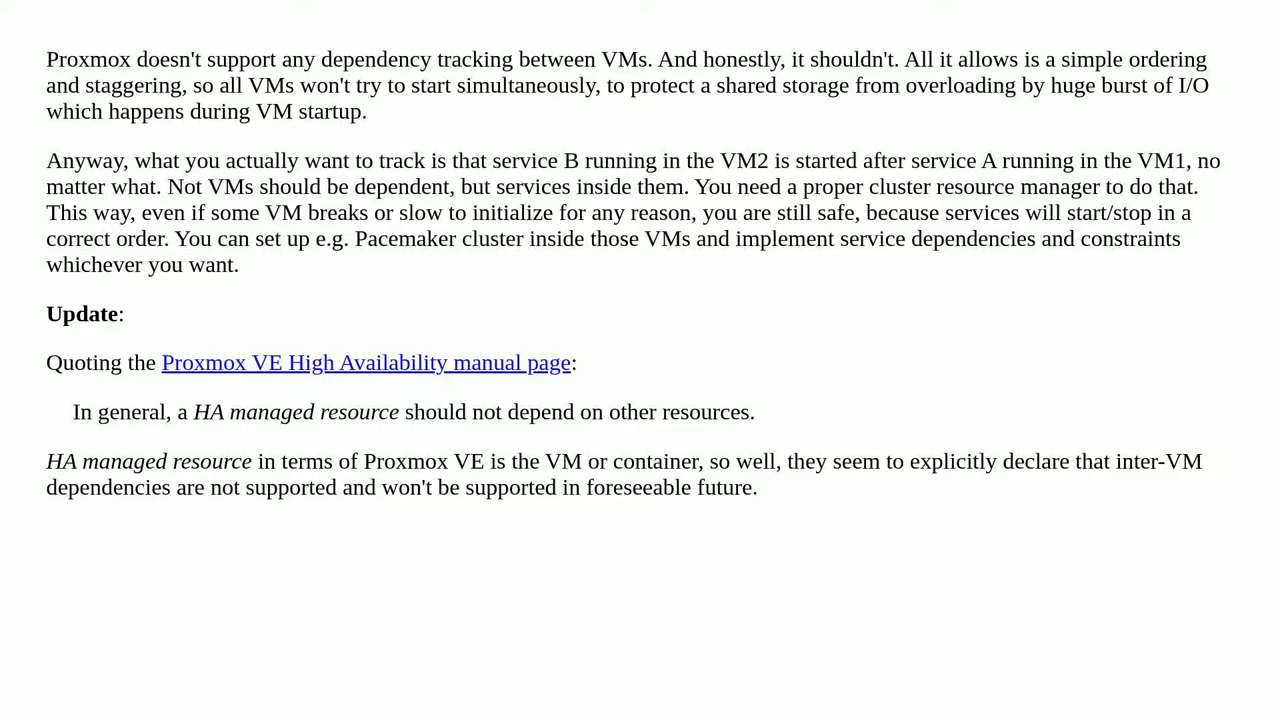 Proxmox doesn't support any dependency tracking between VMs. And honestly, it shouldn't. All it allows is a simple ordering
and staggering, so all VMs won't try to start simultaneously, to protect a shared storage from overloading by huge burst of I/O
which happens during VM startup.
Anyway, what you actually want to track is that service B running in the VM2 is started after service A running in the VM1, no
matter what. Not VMs should be dependent, but services inside them. You need a proper cluster resource manager to do that.
This way, even if some VM breaks or slow to initialize for any reason, you are still safe, because services will start/stop in a
correct order. You can set up e.g. Pacemaker cluster inside those VMs and implement service dependencies and constraints
whichever you want.
Update:
Quoting the Proxmox VE High Availability manual page:
In general, a HA managed resource should not depend on other resources.
HA managed resource in terms of Proxmox VE is the VM or container, so well, they seem to explicitly declare that inter-VM
dependencies are not supported and won't be supported in foreseeable future.